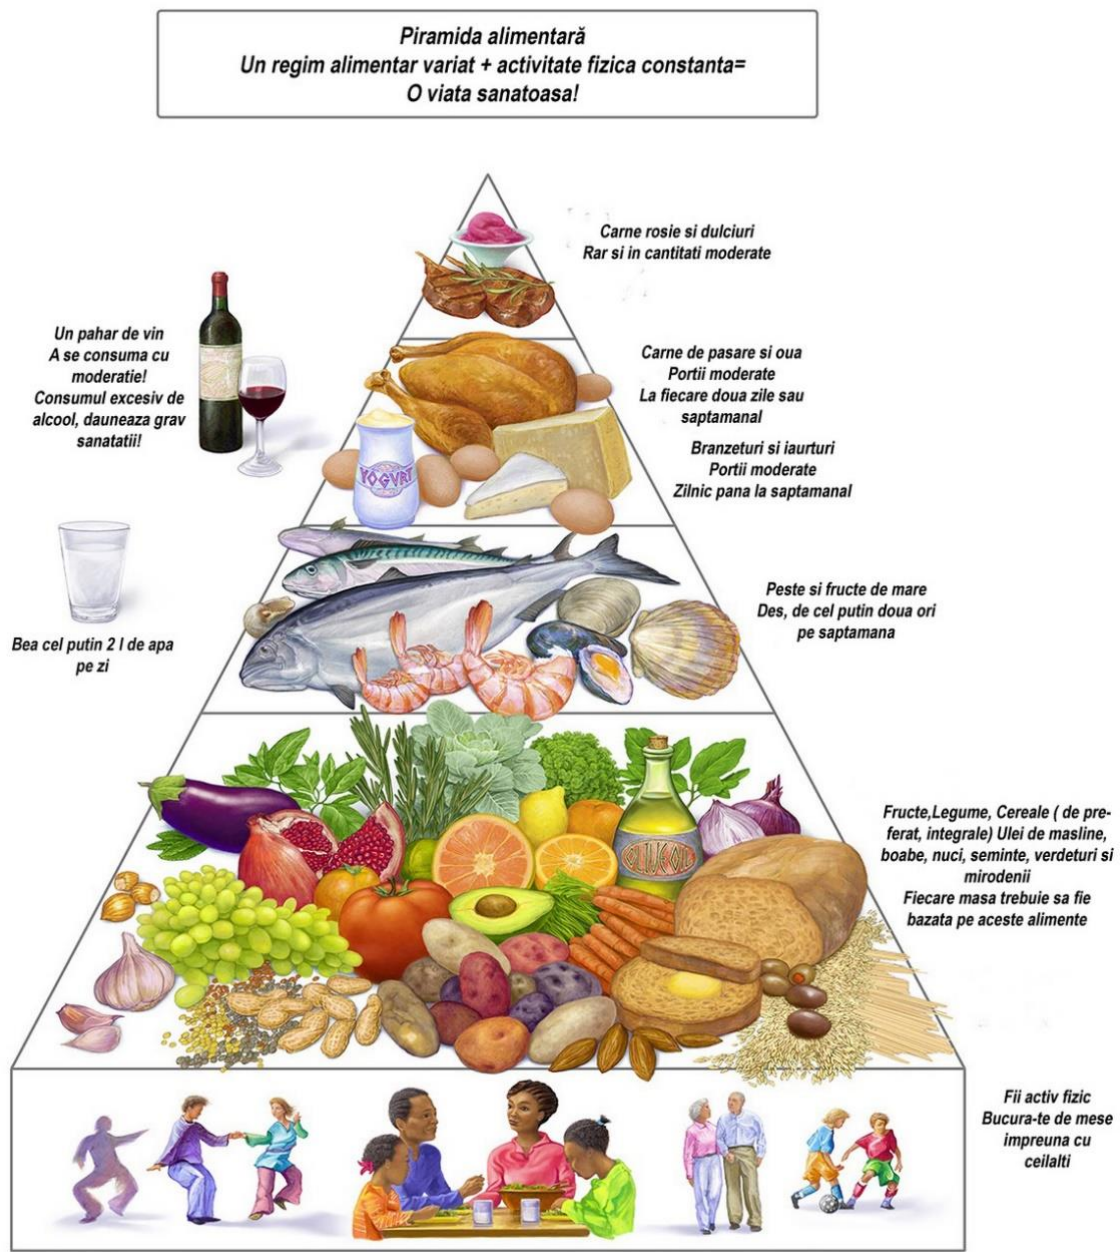 Piramida alimentară
Un regim alimentar variat + activitate fizica constanta=
O viata sanatoasa!
Carne rosie si dulciuri
Rar si in cantitati moderate
Un pahar de vin
A se consuma cu
moderatie!
Consumul excesiv de
alcool, dauneaza grav
sanatatii!
Carne de pasare si oua
Portii moderate
La fiecare doua zile sau
saptamanal
Branzeturi si iaurturi
Portii moderate
Zilnic pana la saptamanal
YOGURT
Bea cel putin 2 l de apa
pe zi
Peste si fructe de mare
Des, de cel putin doua ori
pe saptamana
OLIVE OIL
Fructe,Legume, Cereale ( de pre-
ferat, integrale) Ulei de masline,
boabe, nuci, seminte, verdeturi si
mirodenii
Fiecare masa trebuie sa fie
bazata pe aceste alimente
Fii activ fizic
Bucura-te de mese
impreuna cu
ceilalti